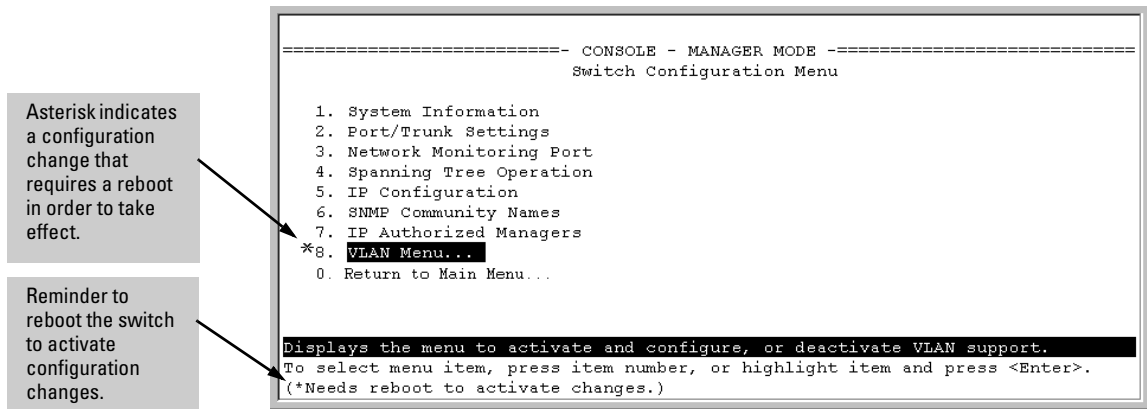 ==========================- CONSOLE - MANAGER MODE -============================
Switch Configuration Menu
1. System Information
2. Port/Trunk Settings
3. Network Monitoring Port
4. Spanning Tree Operation
5. IP Configuration
6. SNMP Community Names
7. IP Authorized Managers
*8. VLAN Menu...
0. Return to Main Menu...
Displays the menu to activate and configure, or deactivate VLAN support.
To select menu item, press item number, or highlight item and press <Enter>.
(*Needs reboot to activate changes.)
Asterisk indicates
a configuration
change that
requires a reboot
in order to take
effect.
Reminder to
reboot the switch
to activate
configuration
changes.